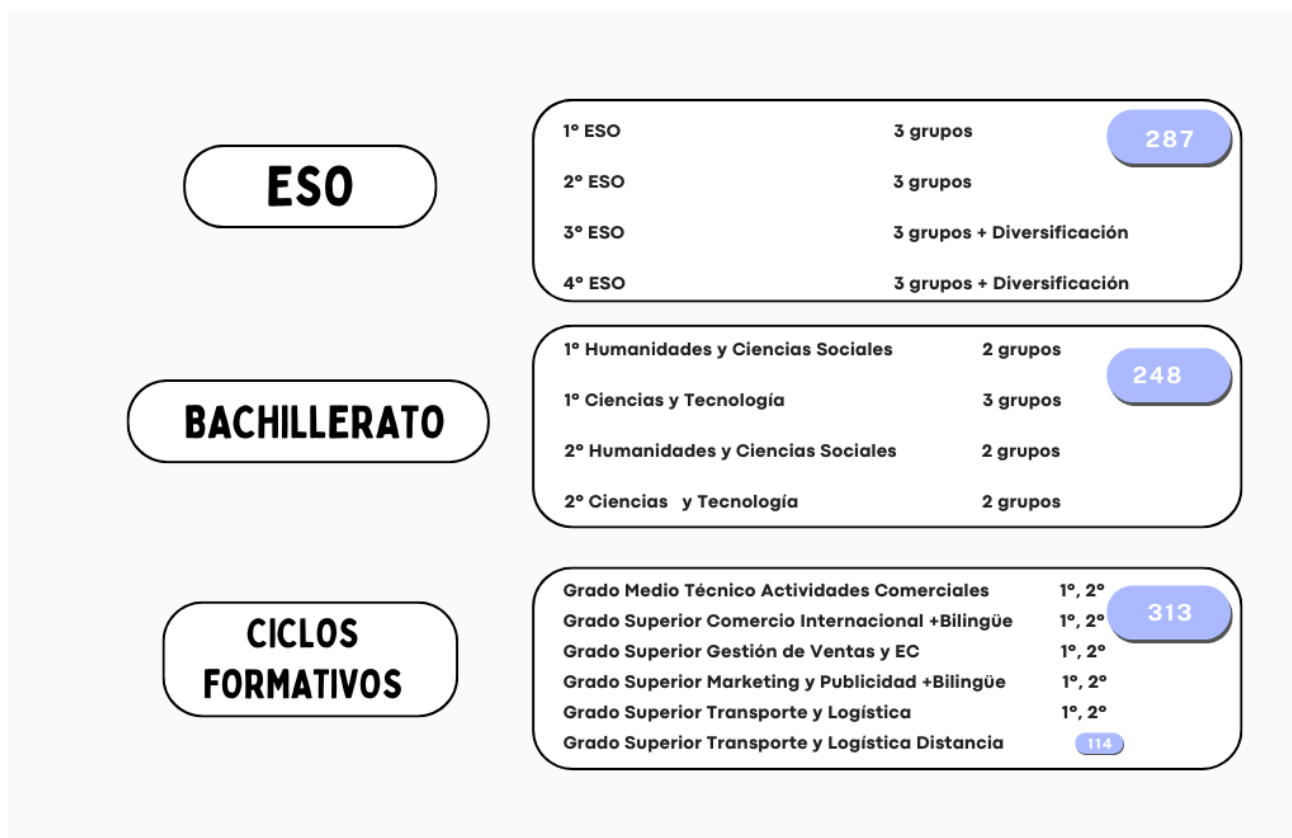 ESO
1º ESO 3 grupos 287
2º ESO 3 grupos
3º ESO 3 grupos + Diversificación
4º ESO 3 grupos + Diversificación
BACHILLERATO
1º Humanidades y Ciencias Sociales 2 grupos 248
1º Ciencias y Tecnología 3 grupos
2º Humanidades y Ciencias Sociales 2 grupos
2º Ciencias y Tecnología 2 grupos
CICLOS
FORMATIVOS
Grado Medio Técnico Actividades Comerciales 1º, 2º 313
Grado Superior Comercio Internacional +Bilingüe 1º, 2º
Grado Superior Gestión de Ventas y EC 1º, 2º
Grado Superior Marketing y Publicidad +Bilingüe 1º, 2º
Grado Superior Transporte y Logística 1º, 2º
Grado Superior Transporte y Logística Distancia 114